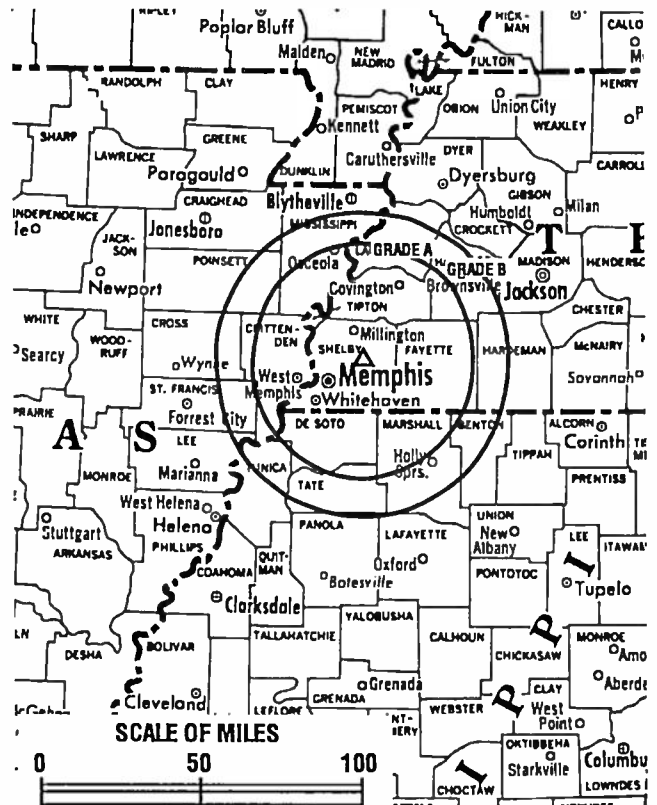 RIPLEY
Poplar Bluff
HICK-
MAN
CALLO
Malden
NEW
MADRID
FULTON
RANDOLPH
CLAY
LAKE
HENRY
PEMISCOT
OBION
Union City
SHARP
GREENE
Kennett
WEAKLEY
LAWRENCE
Caruthersville
DYER
CARROLL
Paragould
DUNKLIN
Dyersburg
CRAIGHEAD
Blytheville
GIBSON
INDEPENDENCE
Jonesboro
MISSISSIPPI
Humboldt
Milan
CROCKETT
T
JACK-
SON
POINSETT
Osceola
GRADE A
GRADE B
MADISON
HENDERSO
Newport
Covington
Brownsville
Jackson
TIPTON
CHESTER
WHITE
CROSS
CRITTEN-
DEN
Millington
WOOD-
RUFF
SHELBY
FAYETTE
HARDEMAN
McNAIRY
Searcy
Wynne
West
Memphis
Memphis
Savannah
ST. FRANCIS
Whitehaven
PRAIRIE
Forrest City
DE SOTO
MARSHALL
BENTON
ALCORN
A
S
LEE
Corinth
Marianna
TUNICA
Holly
Sprs.
TIPPAH
MONROE
TATE
PRENTISS
West Helena
Helena
PANOLA
UNION
Stuttgart
LAFAYETTE
New
Albany
LEE
ITAWAM
ARKANSAS
PHILLIPS
QUIT-
MAN
Oxford
I
COAHOMA
Batesville
PONTOTOC
Tupelo
Clarksdale
YALOBUSHA
P
TALLAHATCHIE
CALHOUN
MONROE
DESHA
BOLIVAR
CHICKASAW
Amo
Grenada
CLAY
Aberde
Cleveland
GRENADA
P
LEFLORE
WEBSTER
West
Point
SCALE OF MILES
OKTIBBEHA
Columbu
0 50 100
I
Starkville
CHOCTAW
LOWNDES